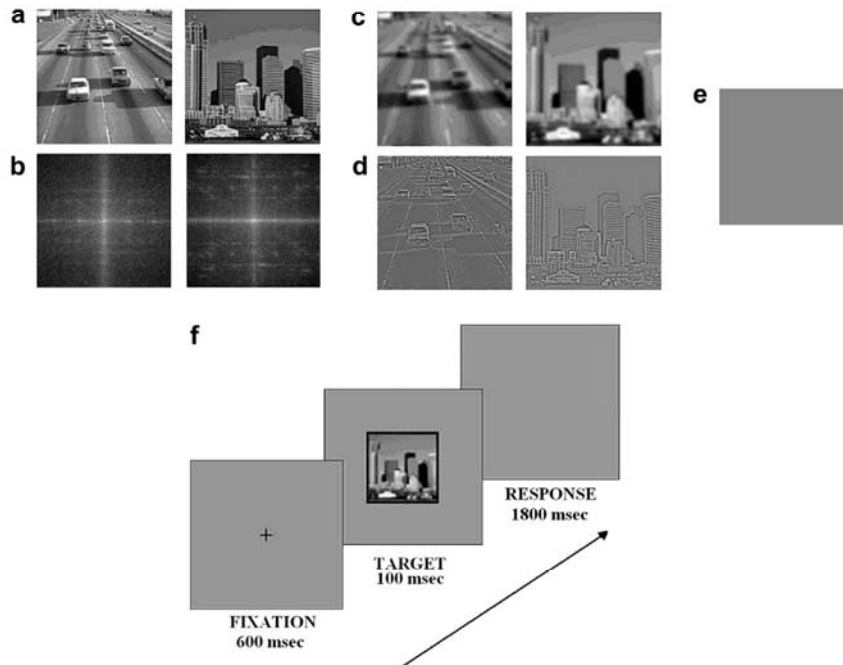 a
c
e
b
d
f
FIXATION
600 msec
TARGET
100 msec
RESPONSE
1800 msec